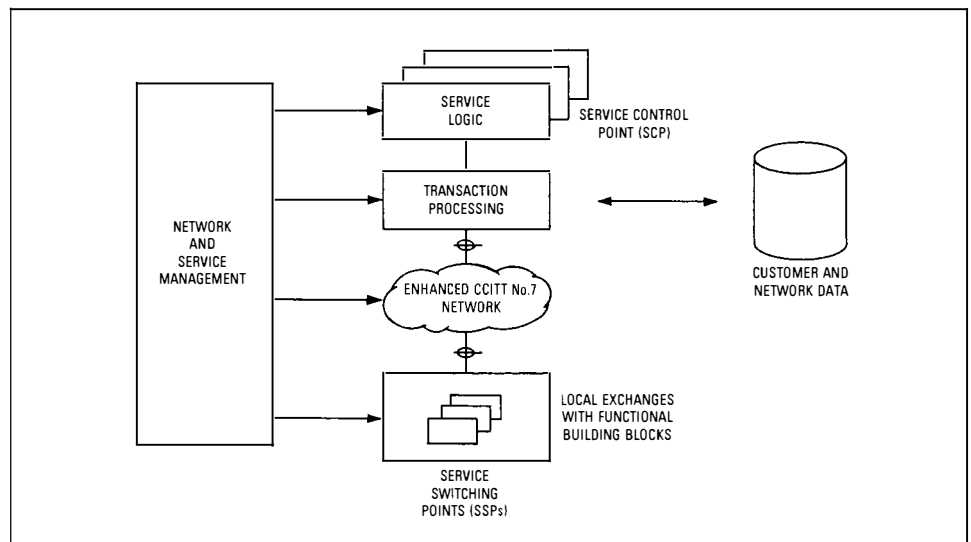 SERVICE
LOGIC
SERVICE CONTROL
POINT (SCP)
TRANSACTION
PROCESSING
NETWORK
AND
SERVICE
MANAGEMENT
CUSTOMER AND
NETWORK DATA
ENHANCED CCITT No.7
NETWORK
LOCAL EXCHANGES
WITH FUNCTIONAL
BUILDING BLOCKS
SERVICE
SWITCHING
POINTS (SSPs)